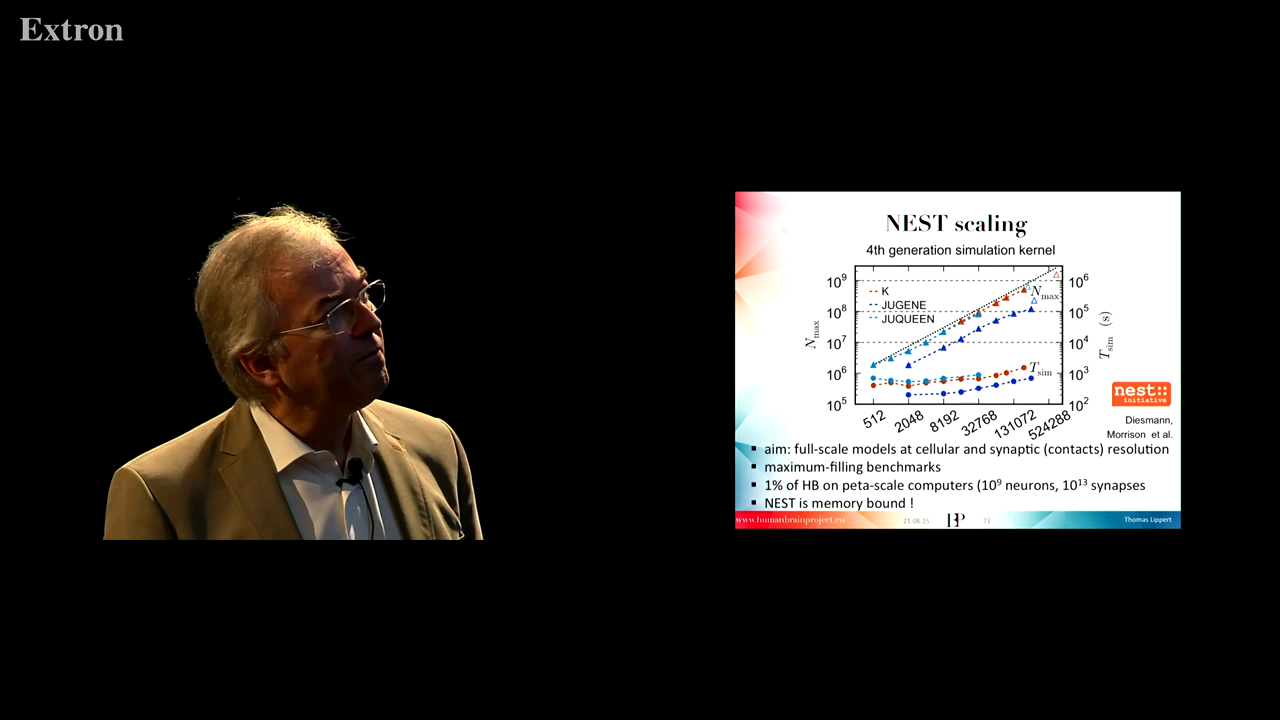 Extron
NEST scaling
4th generation simulation kernel
10⁹
10⁸
10⁷
10⁶
10⁵
N_max
K
JUGENE
JUQUEEN
N_max
T_sim
10⁶
10⁵
10⁴
10³
10²
T_sim (s)
512
2048
8192
32768
131072
524288
nest::
initiative
Diesmann,
Morrison et al.
▪ aim: full-scale models at cellular and synaptic (contacts) resolution
▪ maximum-filling benchmarks
▪ 1% of HB on peta-scale computers (10⁹ neurons, 10¹³ synapses
▪ NEST is memory bound !
www.humanbrainproject.eu
21.08.15
73
Thomas Lippert